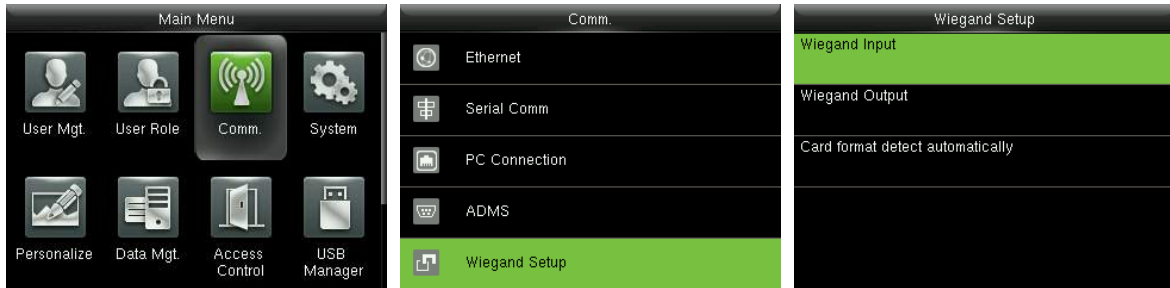 Main Menu
User Mgt.
User Role
Comm.
System
Personalize
Data Mgt.
Access
Control
USB
Manager
Comm.
Ethernet
Serial Comm
PC Connection
ADMS
Wiegand Setup
Wiegand Setup
Wiegand Input
Wiegand Output
Card format detect automatically